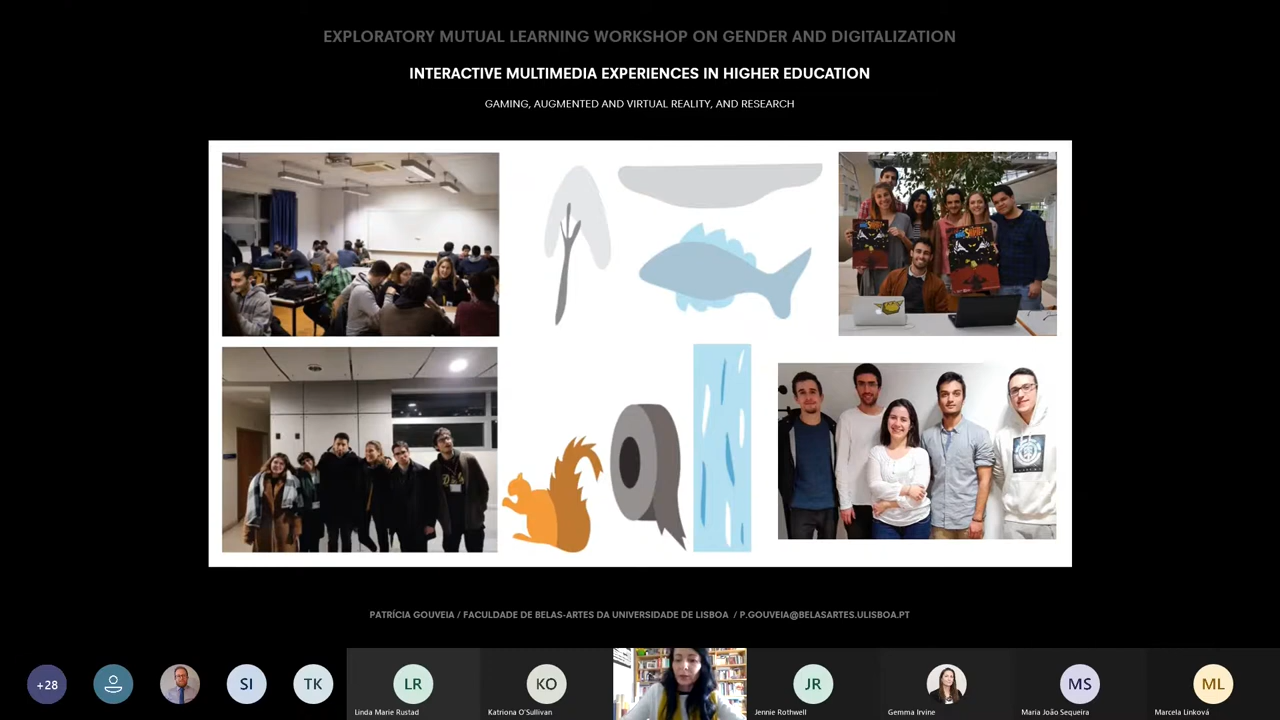 EXPLORATORY MUTUAL LEARNING WORKSHOP ON GENDER AND DIGITALIZATION
INTERACTIVE MULTIMEDIA EXPERIENCES IN HIGHER EDUCATION
GAMING, AUGMENTED AND VIRTUAL REALITY, AND RESEARCH
PATRÍCIA GOUVEIA / FACULDADE DE BELAS-ARTES DA UNIVERSIDADE DE LISBOA / P.GOUVEIA@BELASARTES.ULISBOA.PT
+28
SI
TK
LR
KO
JR
MS
ML
Linda Marie Rustad
Katriona O'Sullivan
Jennie Rothwell
Gemma Irvine
Maria João Sequeira
Marcela Linková